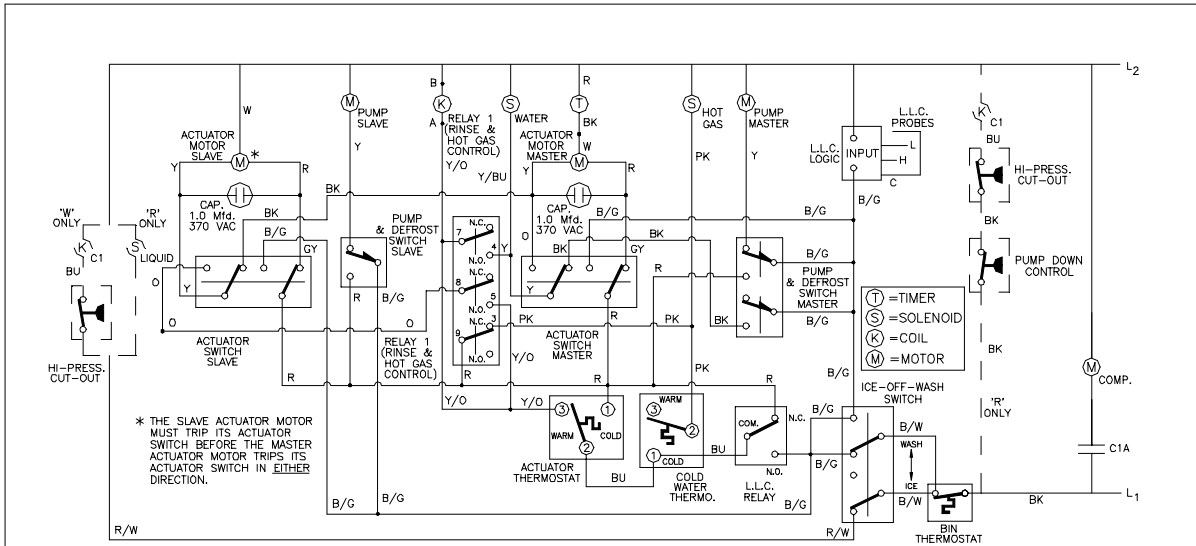 L2
B
R
W
M
PUMP SLAVE
K
A
RELAY 1 (RINSE & HOT GAS CONTROL)
S
WATER
T
BK
W
S
HOT GAS
M
PUMP MASTER
K
C1
BU
L.L.C. PROBES
L
H
C
L.L.C. LOGIC
INPUT
ACTUATOR MOTOR SLAVE
Y
M
*
R
Y
Y/O
Y/BU
ACTUATOR MOTOR MASTER
Y
M
R
PK
Y
HI-PRESS. CUT-OUT
BK
B/G
CAP. 1.0 Mfd. 370 VAC
BK
B/G
GY
CAP. 1.0 Mfd. 370 VAC
BK
B/G
BK
GY
'W' ONLY
'R' ONLY
K
C1
S
LIQUID
BU
O
Y
O
PUMP & DEFROST SWITCH SLAVE
R
B/G
N.C.
7
Y
4
N.O.
N.C.
8
5
N.O.
N.C.
3
9
N.O.
O
Y
R
PK
R
BK
B/G
PUMP & DEFROST SWITCH MASTER
B/G
PUMP DOWN CONTROL
T =TIMER
S =SOLENOID
K =COIL
M =MOTOR
BK
M
COMP.
HI-PRESS. CUT-OUT
ACTUATOR SWITCH SLAVE
O
RELAY 1 (RINSE & HOT GAS CONTROL)
Y/O
ACTUATOR SWITCH MASTER
PK
B/G
ICE-OFF-WASH SWITCH
R
R
R
'R' ONLY
Y/O
Y/O
3
1
WARM
COLD
2
ACTUATOR THERMOSTAT
BU
WARM
3
2
1
COLD
COLD WATER THERMO.
BU
COM.
N.C.
N.O.
L.L.C. RELAY
B/G
B/G
B/W
WASH
ICE
B/W
C1A
* THE SLAVE ACTUATOR MOTOR
MUST TRIP ITS ACTUATOR
SWITCH BEFORE THE MASTER
ACTUATOR MOTOR TRIPS ITS
ACTUATOR SWITCH IN EITHER
DIRECTION.
B/G
B/G
B/G
BK
L1
R/W
R/W
BIN THERMOSTAT